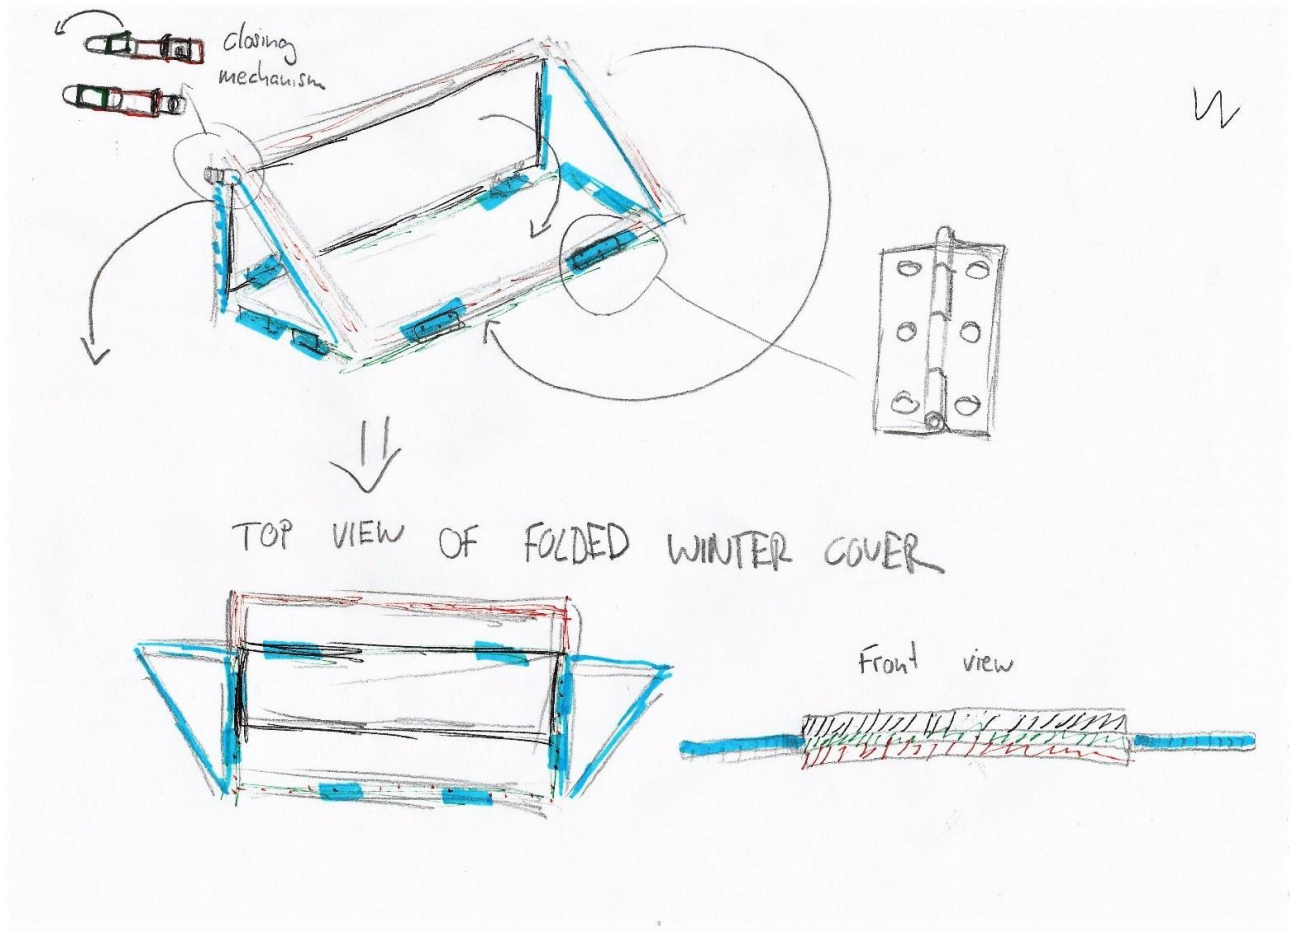 closing
mechanism
W
TOP VIEW OF FOLDED WINTER COVER
Front view